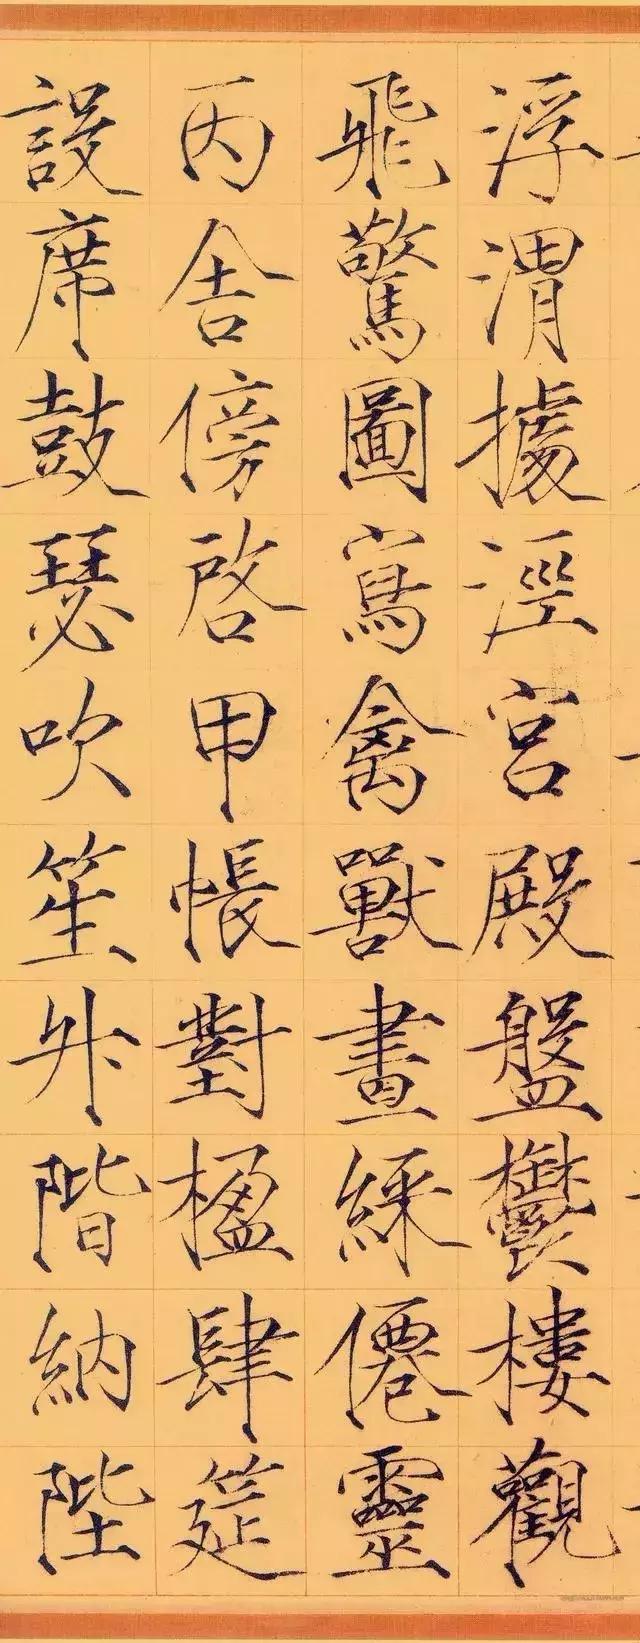 浮渭據涇宮殿盤鬱樓觀
飛驚圖寫禽獸畫綵僊靈
丙舍傍啓甲帳對楹肆筵
設席鼓瑟吹笙升階納陛